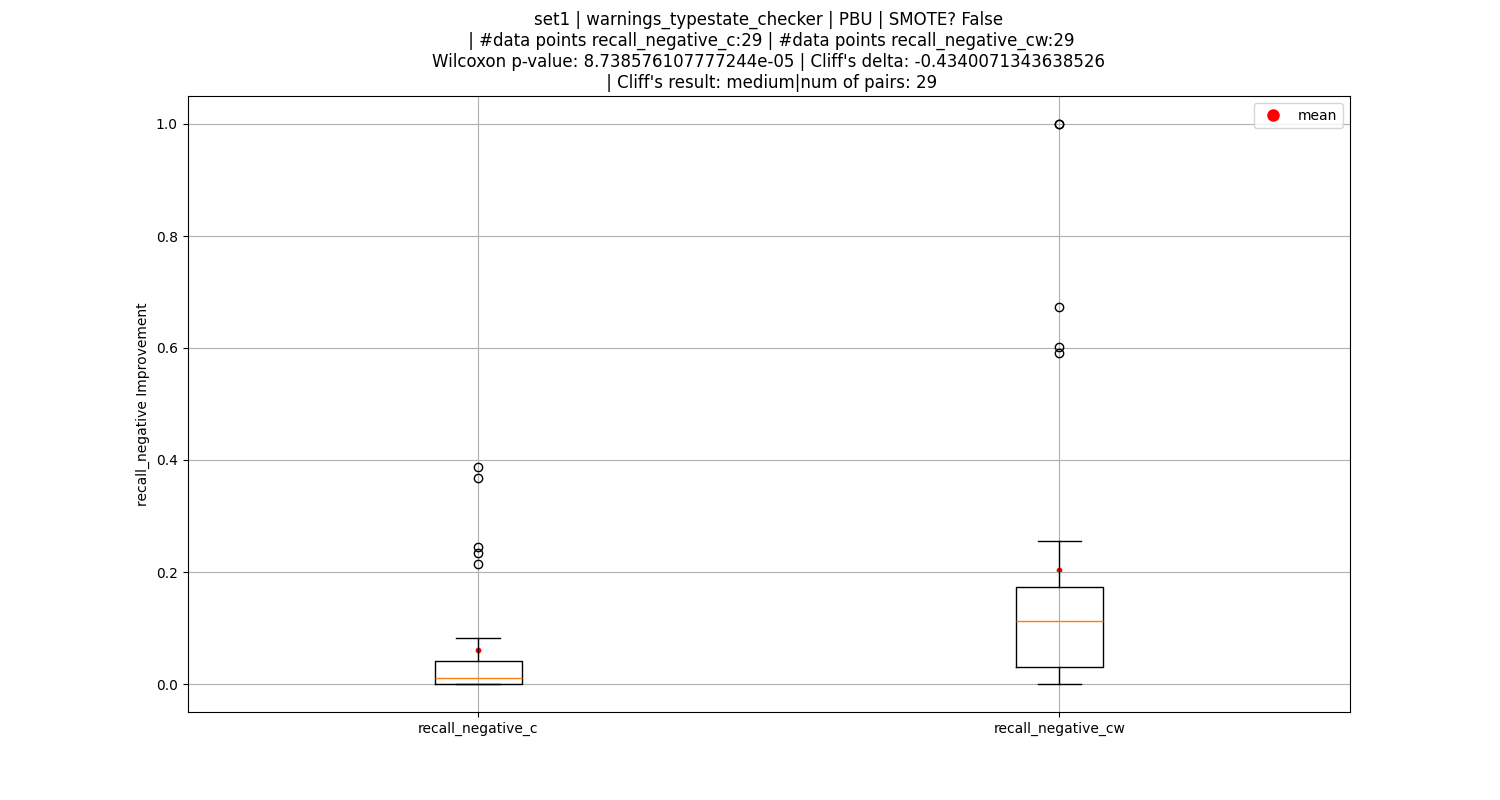 set1 | warnings_typestate_checker | PBU | SMOTE? False
| #data points recall_negative_c:29 | #data points recall_negative_cw:29
Wilcoxon p-value: 8.738576107777244e-05 | Cliff's delta: -0.4340071343638526
| Cliff's result: medium|num of pairs: 29
mean
1.0
0.8
0.6
0.4
0.2
0.0
recall_negative Improvement
recall_negative_c
recall_negative_cw